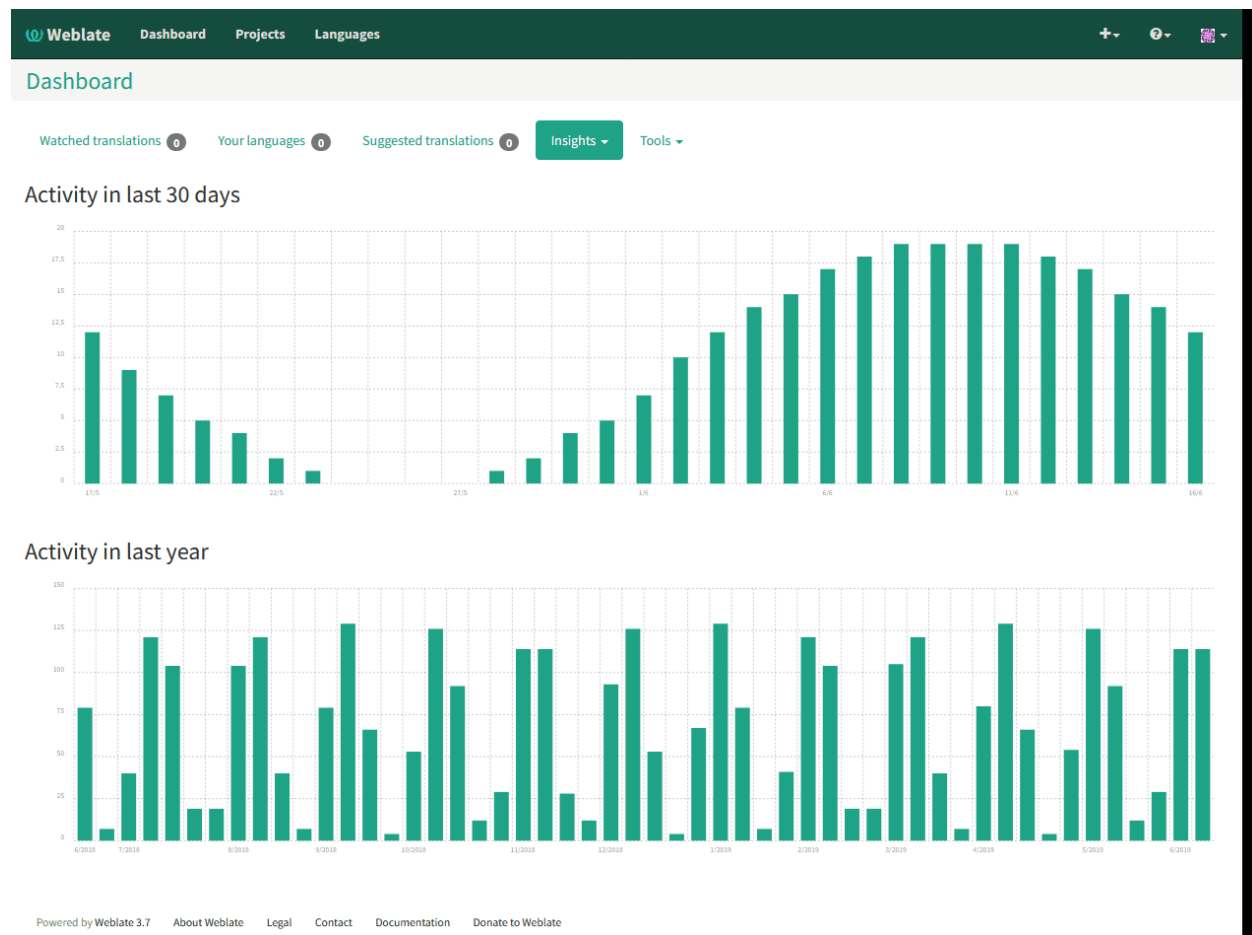 Weblate Dashboard Projects Languages
Dashboard
Watched translations 0 Your languages 0 Suggested translations 0 Insights Tools
Activity in last 30 days
20
17.5
15
12.5
10
7.5
5
2.5
0
17/5 22/5 27/5 1/6 6/6 11/6 16/6
Activity in last year
150
125
100
75
50
25
0
6/2018 7/2018 8/2018 9/2018 10/2018 11/2018 12/2018 1/2019 2/2019 3/2019 4/2019 5/2019 6/2019
Powered by Weblate 3.7 About Weblate Legal Contact Documentation Donate to Weblate